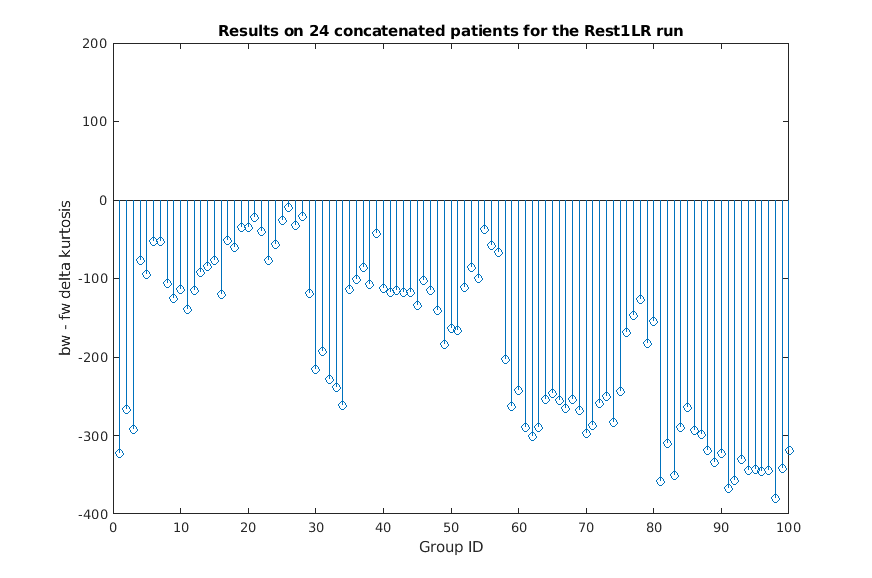 Results on 24 concatenated patients for the Rest1LR run
200
100
0
-100
-200
-300
-400
bw - fw delta kurtosis
0 10 20 30 40 50 60 70 80 90 100
Group ID